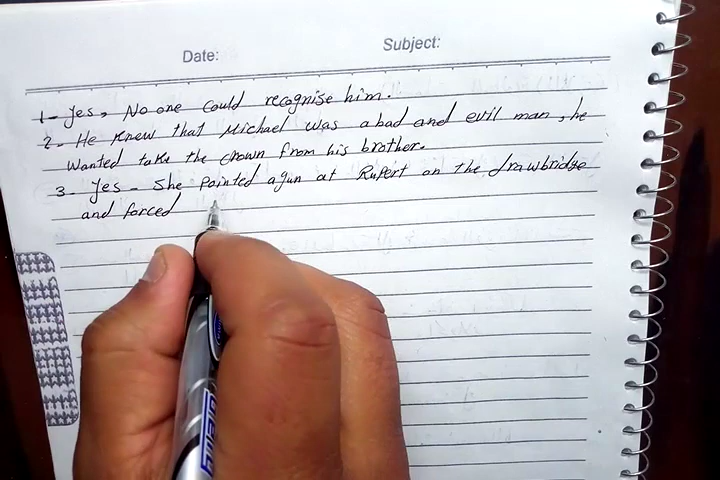 Date: Subject:
1- Yes, No one could recognise him.
2- He knew that Michael was a bad and evil man, he
wanted take the crown from his brother.
3- Yes - She pointed a gun at Rupert on the drawbridge
and forced